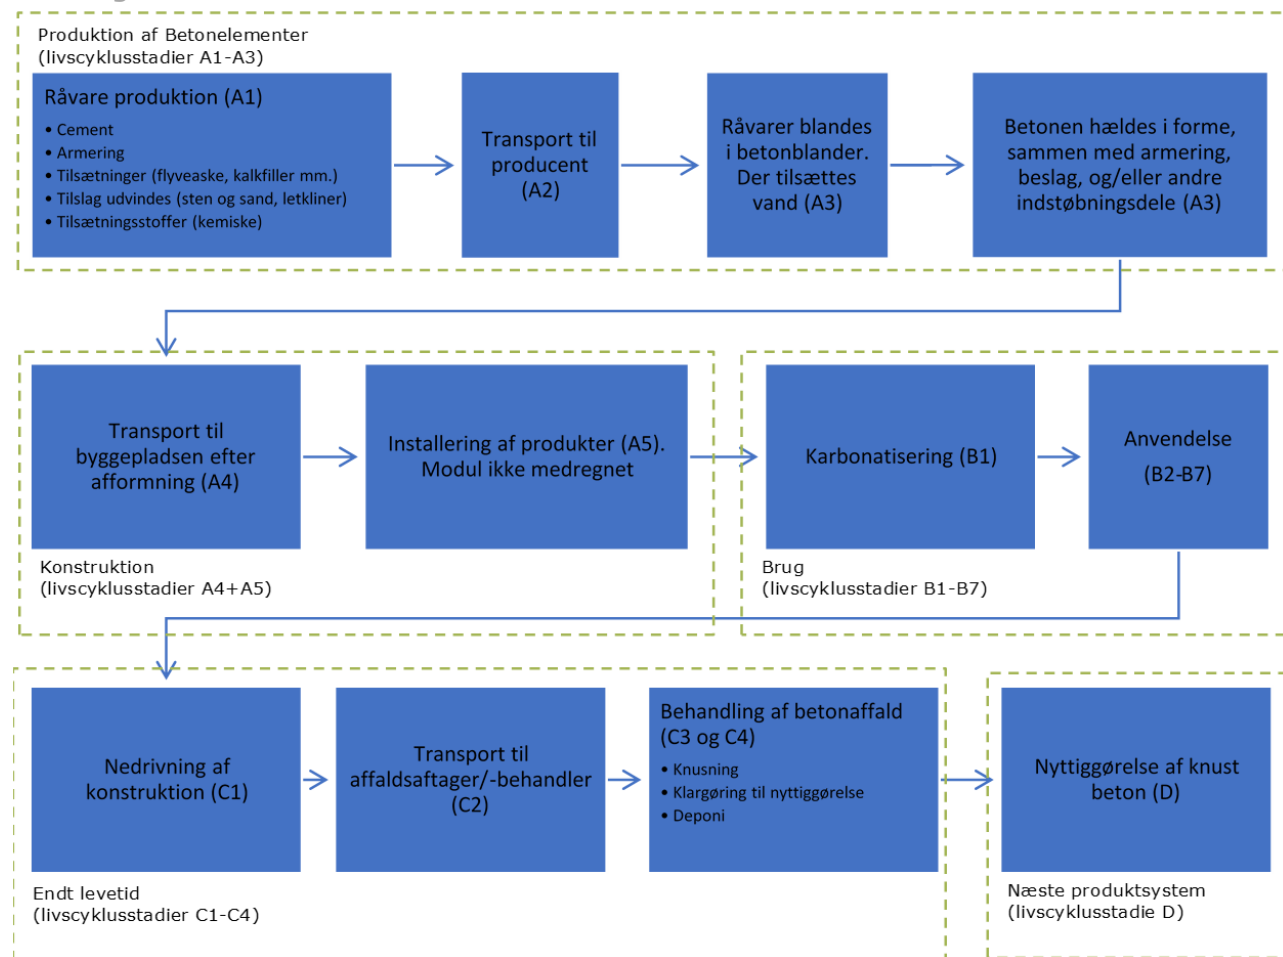 Produktion af Betonelementer
(livscyklusstadier A1-A3)
Råvare produktion (A1)
• Cement
• Armering
• Tilsætninger (flyveaske, kalkfiller mm.)
• Tilslag udvindes (sten og sand, letkliner)
• Tilsætningsstoffer (kemiske)
Transport til
producent
(A2)
Råvarer blandes
i betonblander.
Der tilsættes
vand (A3)
Betonen hældes i forme,
sammen med armering,
beslag, og/eller andre
indstøbningsdele (A3)
Transport til
byggepladsen efter
afformning (A4)
Installering af produkter (A5).
Modul ikke medregnet
Konstruktion
(livscyklusstadier A4+A5)
Karbonatisering (B1)
Anvendelse
(B2-B7)
Brug
(livscyklusstadier B1-B7)
Nedrivning af
konstruktion (C1)
Transport til
affaldsaftager/-behandler
(C2)
Behandling af betonaffald
(C3 og C4)
• Knusning
• Klargøring til nyttiggørelse
• Deponi
Endt levetid
(livscyklusstadier C1-C4)
Nyttiggørelse af knust
beton (D)
Næste produktsystem
(livscyklusstadie D)